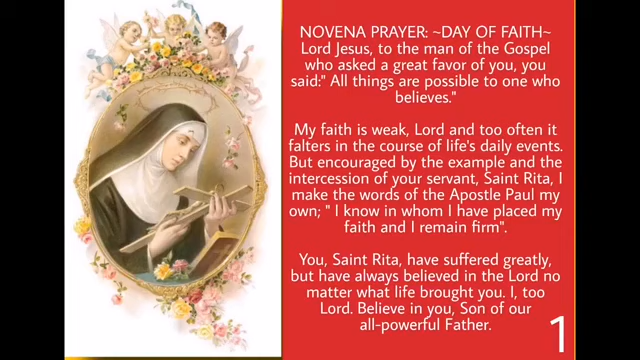 NOVENA PRAYER: ~DAY OF FAITH~
Lord Jesus, to the man of the Gospel
who asked a great favor of you, you
said:" All things are possible to one who
believes."
My faith is weak, Lord and too often it
falters in the course of life's daily events.
But encouraged by the example and the
intercession of your servant, Saint Rita, I
make the words of the Apostle Paul my
own; " I know in whom I have placed my
faith and I remain firm".
You, Saint Rita, have suffered greatly,
but have always believed in the Lord no
matter what life brought you. I, too
Lord. Believe in you, Son of our
all-powerful Father.
1